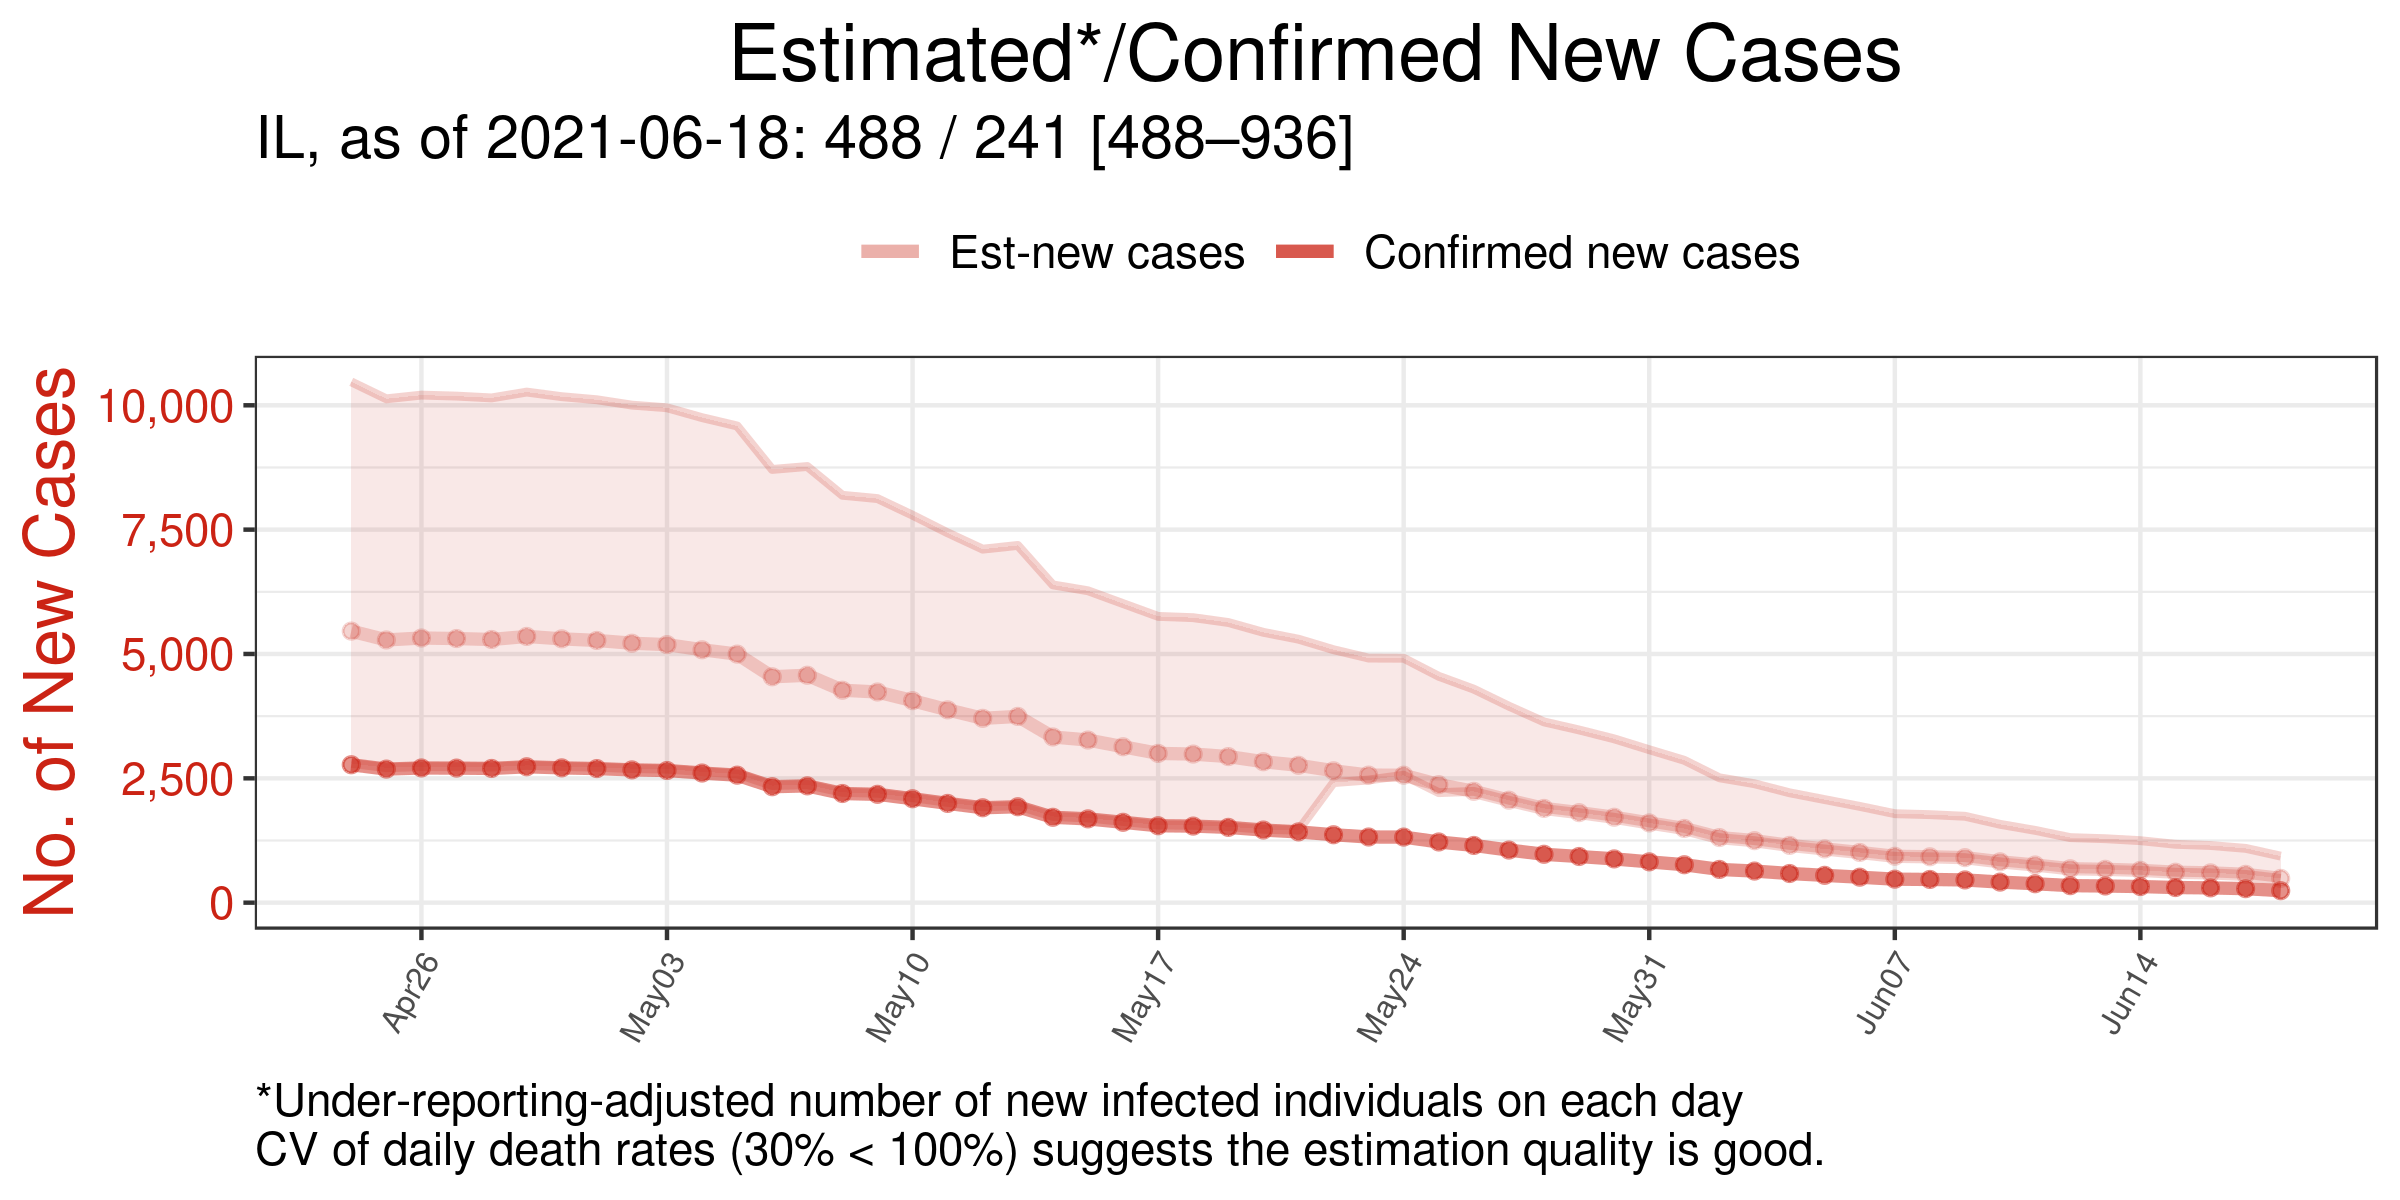 Estimated*/Confirmed New Cases
IL, as of 2021-06-18: 488 / 241 [488–936]
Est-new cases
Confirmed new cases
No. of New Cases
10,000
7,500
5,000
2,500
0
Apr26
May03
May10
May17
May24
May31
Jun07
Jun14
*Under-reporting-adjusted number of new infected individuals on each day
CV of daily death rates (30% < 100%) suggests the estimation quality is good.